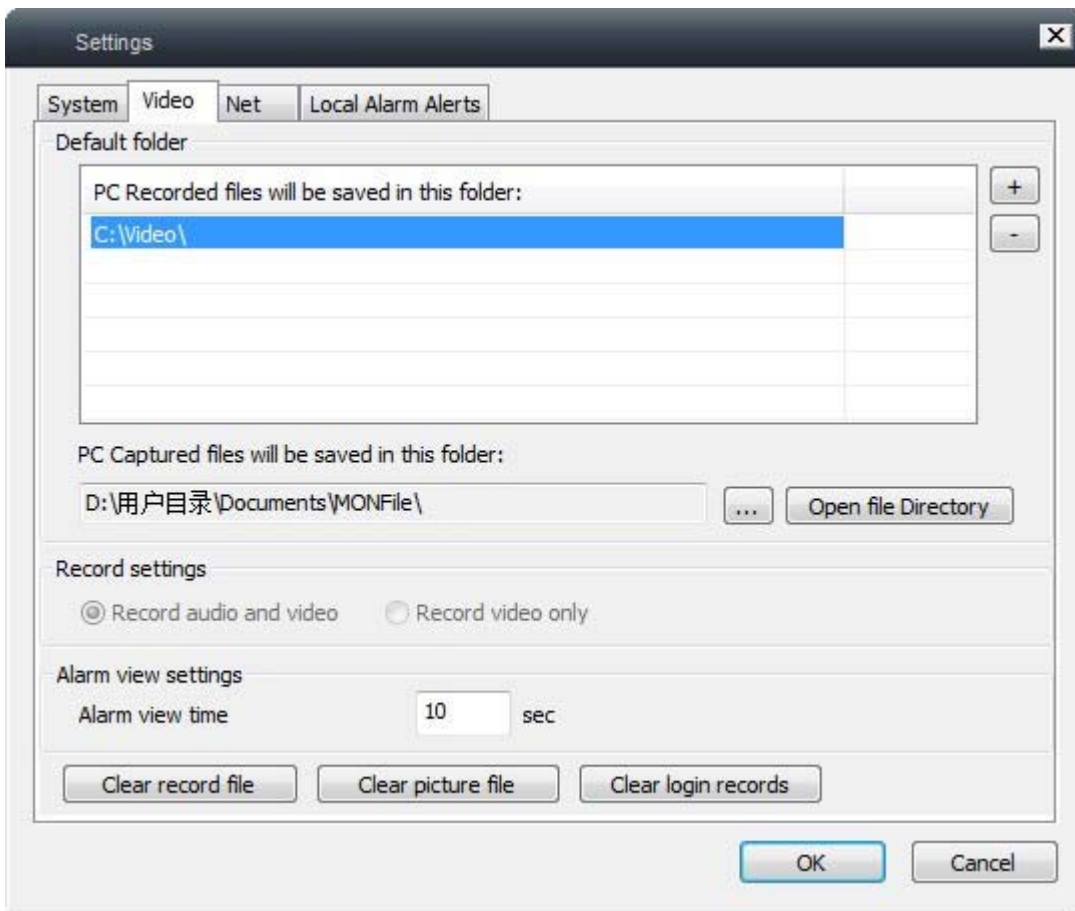 Settings
System Video Net Local Alarm Alerts
Default folder
PC Recorded files will be saved in this folder:
+
C:\Video\
-
PC Captured files will be saved in this folder:
D:\用户目录\Documents\MONFile\ ... Open file Directory
Record settings
Record audio and video Record video only
Alarm view settings
Alarm view time 10 sec
Clear record file Clear picture file Clear login records
OK Cancel